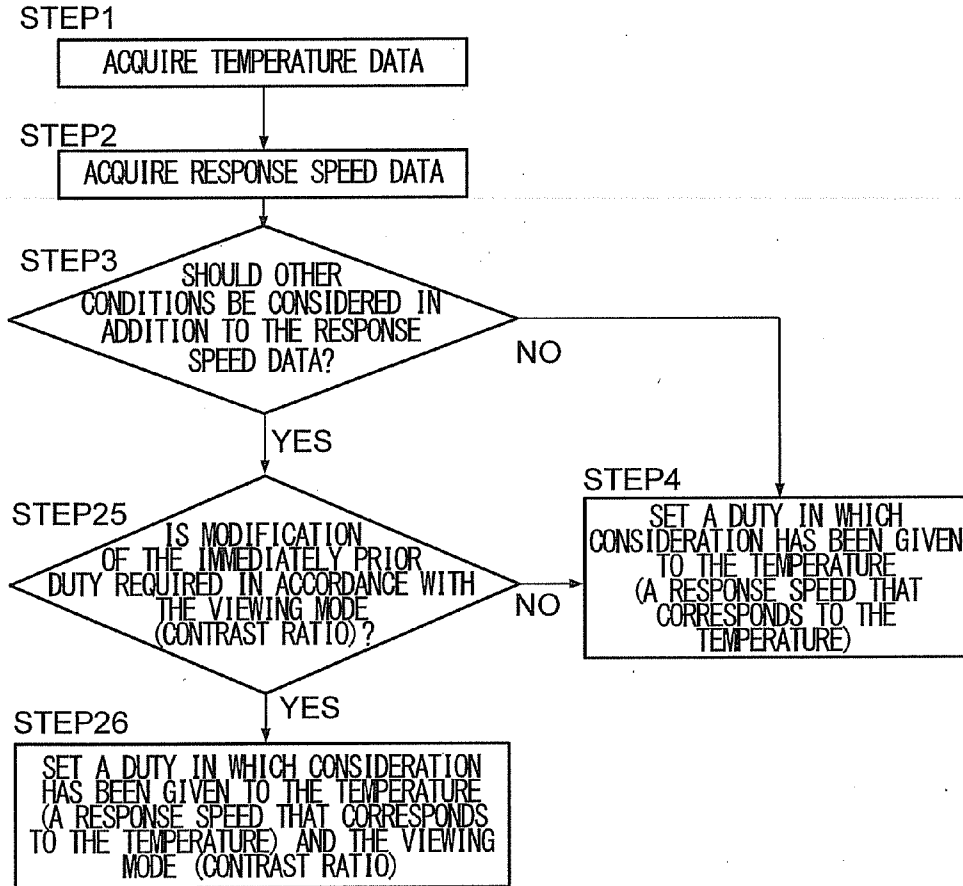 STEP1
ACQUIRE TEMPERATURE DATA
STEP2
ACQUIRE RESPONSE SPEED DATA
STEP3
SHOULD OTHER
CONDITIONS BE CONSIDERED IN
ADDITION TO THE RESPONSE
SPEED DATA?
NO
YES
STEP25
IS MODIFICATION
OF THE IMMEDIATELY PRIOR
DUTY REQUIRED IN ACCORDANCE WITH
THE VIEWING MODE
(CONTRAST RATIO)?
NO
STEP4
SET A DUTY IN WHICH
CONSIDERATION HAS BEEN GIVEN
TO THE TEMPERATURE
(A RESPONSE SPEED THAT
CORRESPONDS TO THE
TEMPERATURE)
YES
STEP26
SET A DUTY IN WHICH CONSIDERATION
HAS BEEN GIVEN TO THE TEMPERATURE
(A RESPONSE SPEED THAT CORRESPONDS
TO THE TEMPERATURE) AND THE VIEWING
MODE (CONTRAST RATIO)